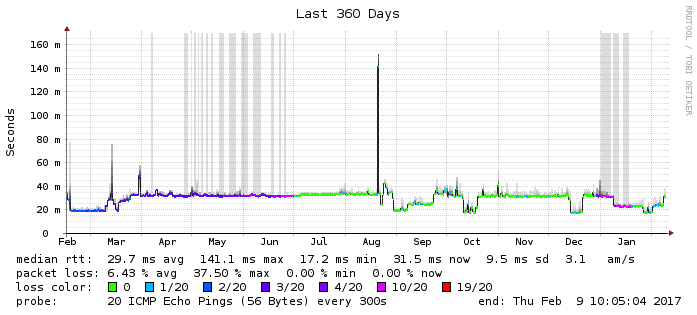 Last 360 Days
RRDTOOL / TOBI OETIKER
Seconds
160 m
140 m
120 m
100 m
80 m
60 m
40 m
20 m
0
Feb Mar Apr May Jun Jul Aug Sep Oct Nov Dec Jan
median rtt: 29.7 ms avg 141.1 ms max 17.2 ms min 31.5 ms now 9.5 ms sd 3.1 am/s
packet loss: 6.43 % avg 37.50 % max 0.00 % min 0.00 % now
loss color: 0 1/20 2/20 3/20 4/20 10/20 19/20
probe: 20 ICMP Echo Pings (56 Bytes) every 300s end: Thu Feb 9 10:05:04 2017